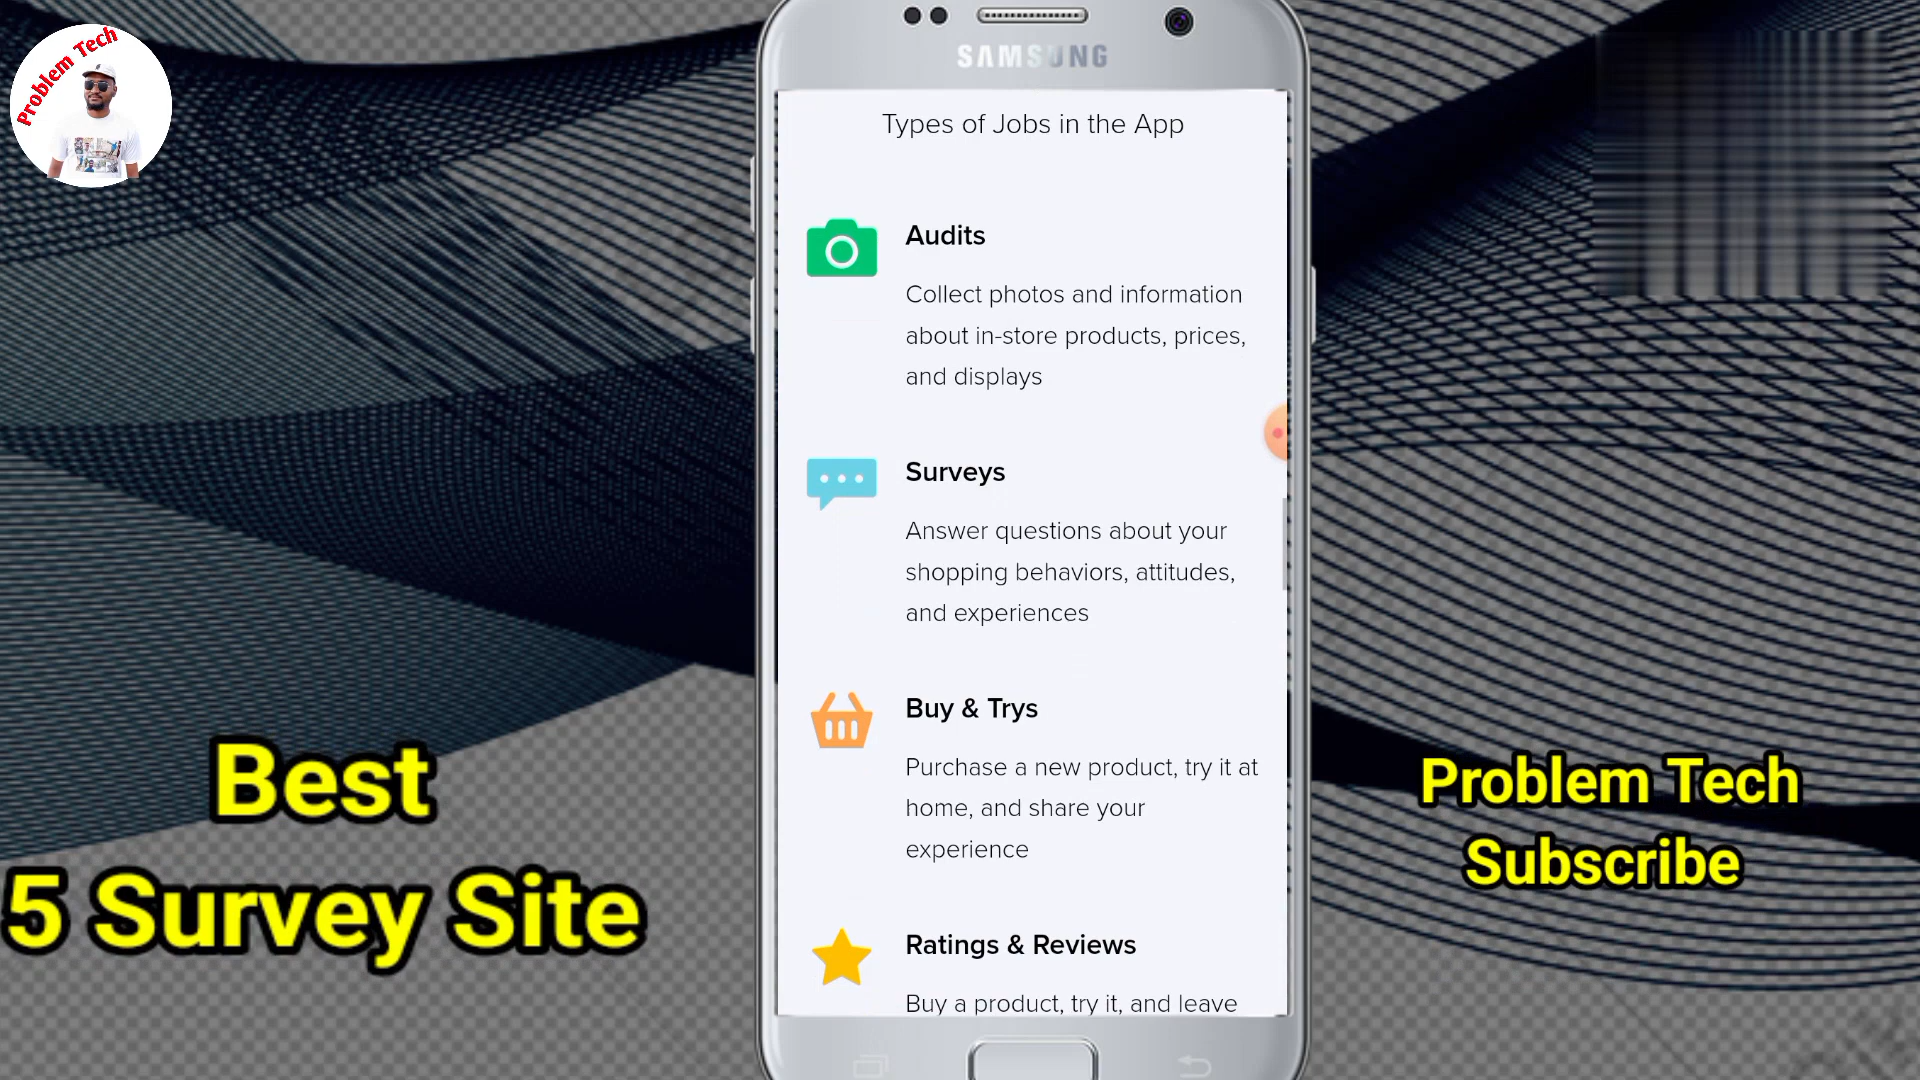 Problem Tech
SAMSUNG
Types of Jobs in the App
Audits
Collect photos and information
about in-store products, prices,
and displays
Surveys
Answer questions about your
shopping behaviors, attitudes,
and experiences
Buy & Trys
Purchase a new product, try it at
home, and share your
experience
Ratings & Reviews
Buy a product, try it, and leave
Best
5 Survey Site
Problem Tech
Subscribe